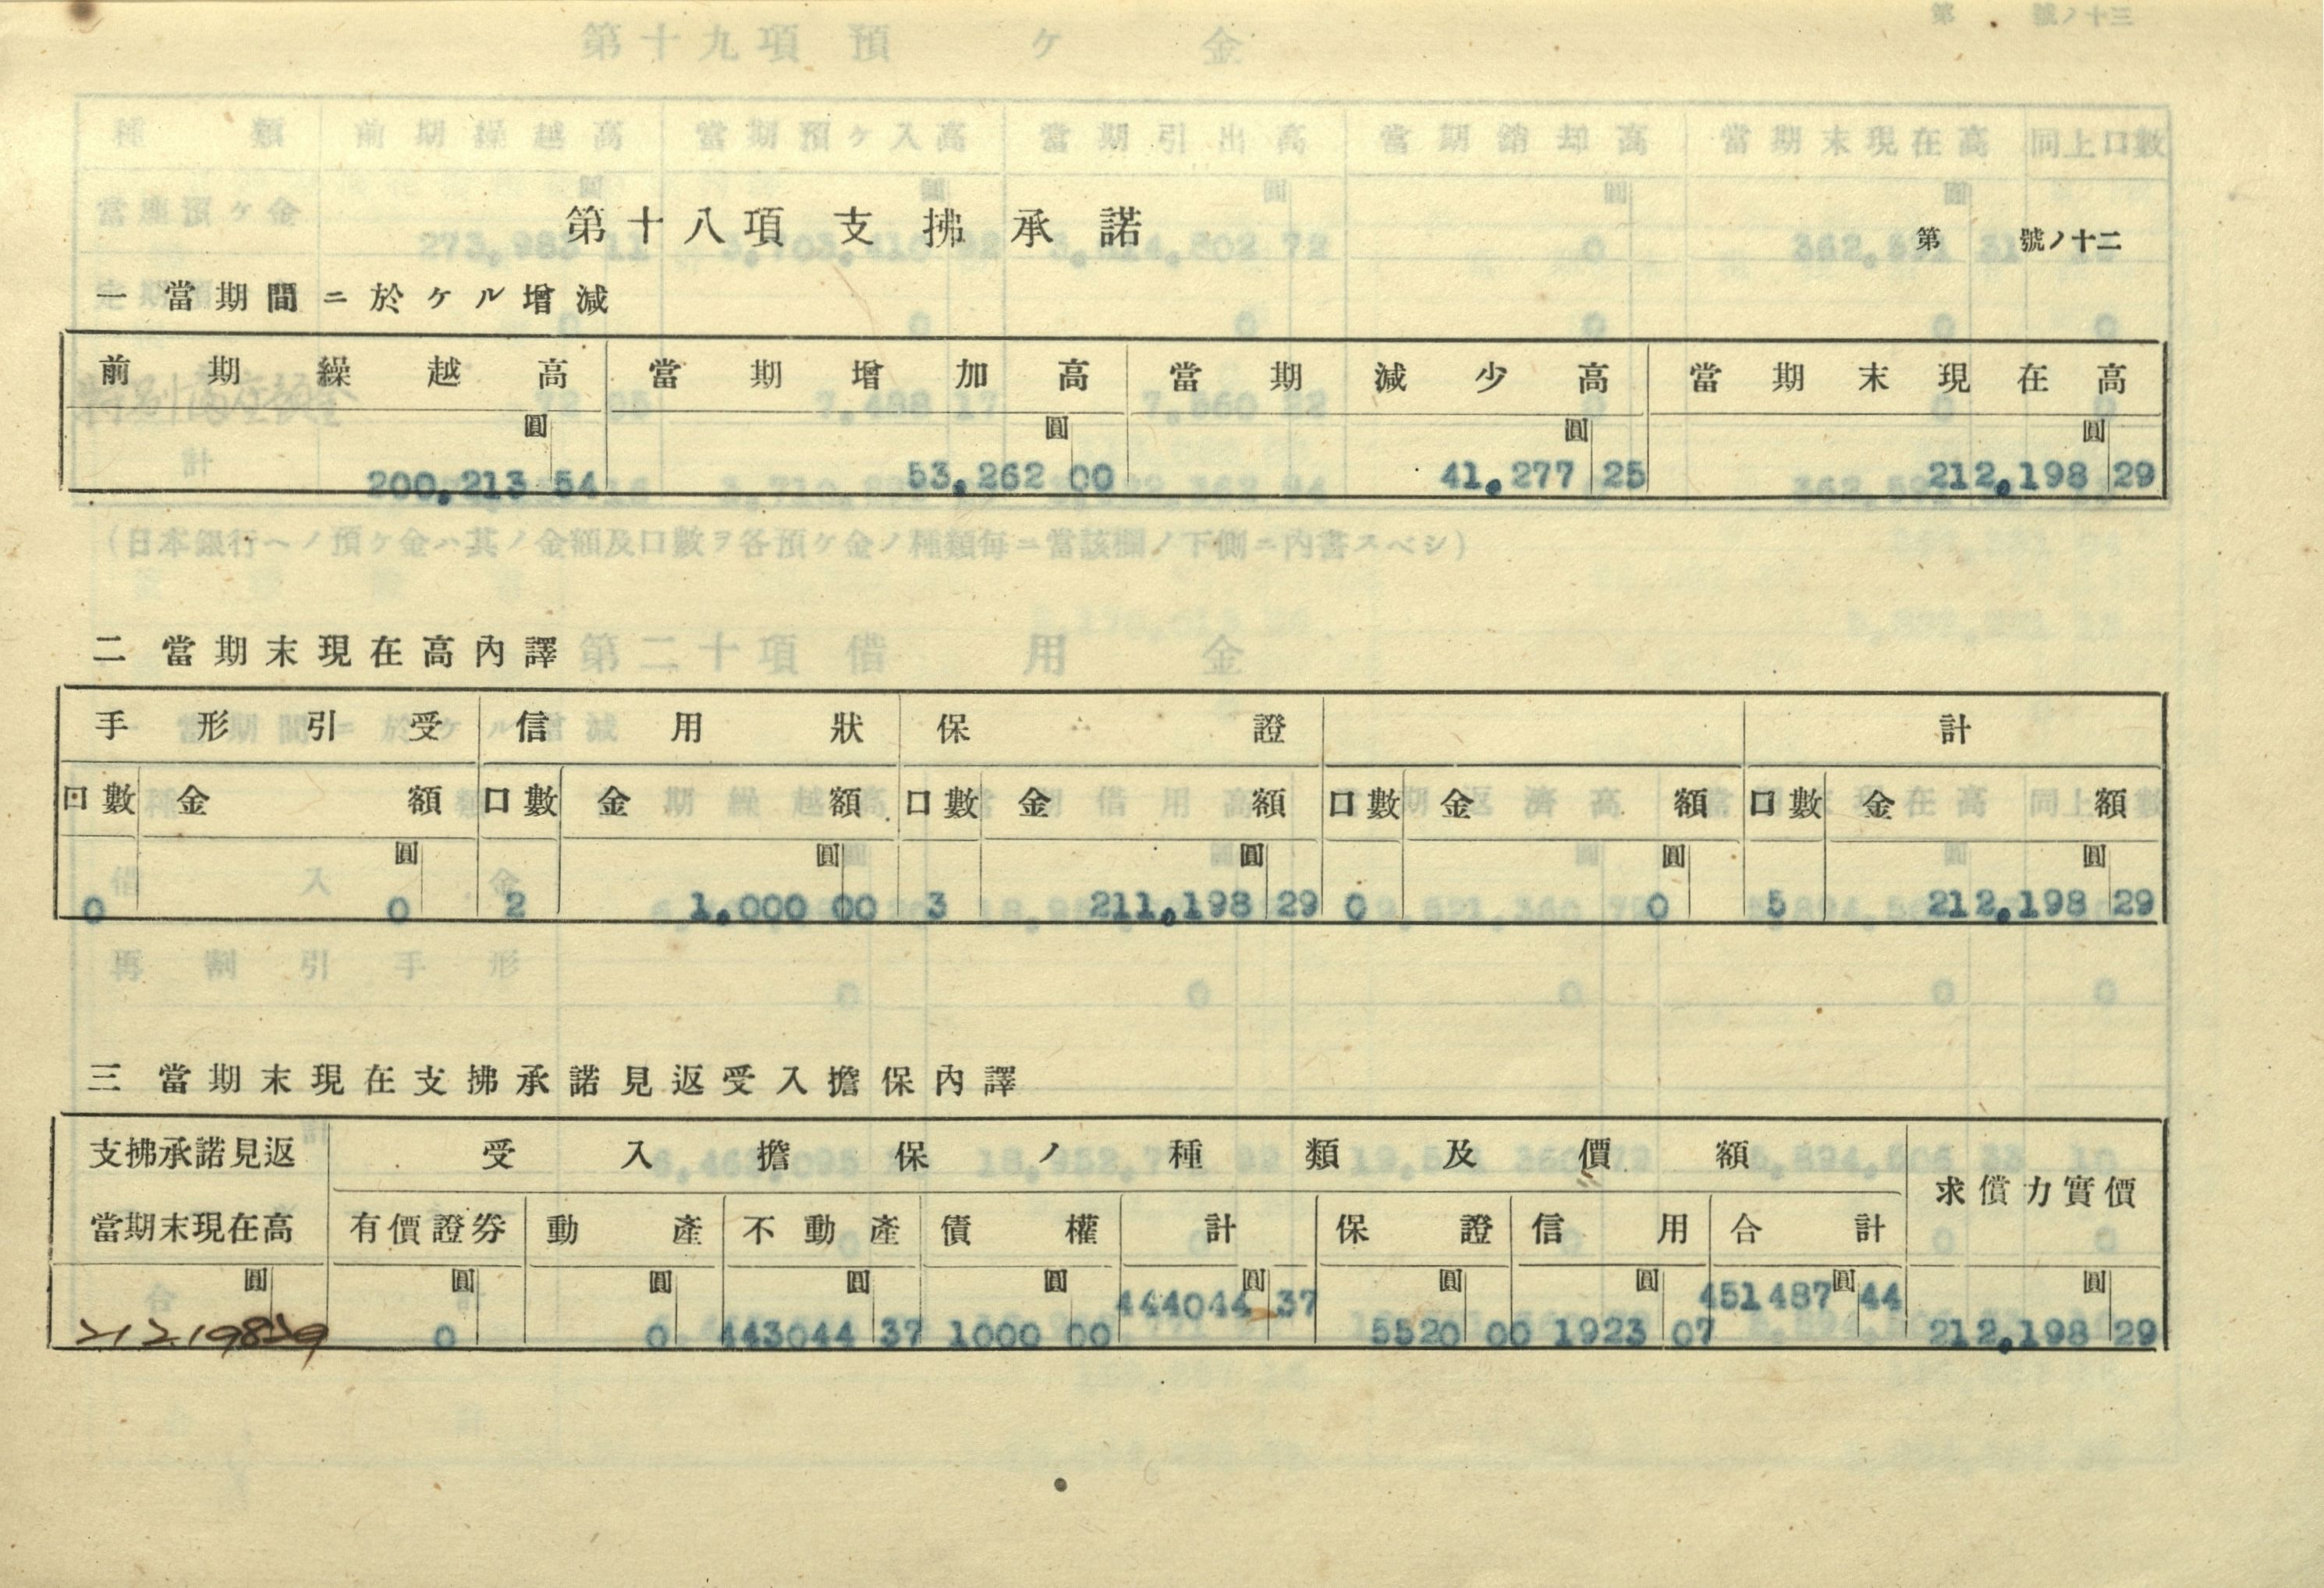 第十八項 支拂承諾
第 號ノ十二
一 當期間ニ於ケル增減
前期繰越高 當期增加高 當期減少高 當期末現在高
圓 圓 圓 圓
200,213 54 53,262 00 41,277 25 212,198 29
二 當期末現在高內譯
手形引受 信用狀 保證 計
口數 金額 口數 金額 口數 金額 口數 金額 口數 金額
圓 圓 圓 圓 圓
0 0 2 1,000 00 3 211,198 29 0 0 5 212,198 29
三 當期末現在支拂承諾見返受入擔保內譯
支拂承諾見返 受入擔保ノ種類及價額 求償力實價
當期末現在高 有價證券 動產 不動產 債權 計 保證 信用 合計
圓 圓 圓 圓 圓 圓 圓 圓 圓 圓
444044 37 451487 44
21219829 0 0 443044 37 1000 00 5520 00 1923 07 212,198 29